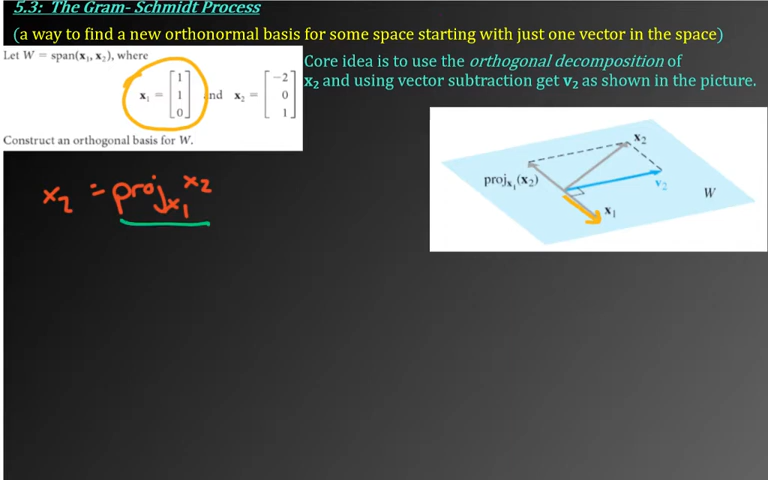 5.3: The Gram- Schmidt Process
(a way to find a new orthonormal basis for some space starting with just one vector in the space)
Let W = span(x₁, x₂), where
x₁ = [1 1 0] and x₂ = [−2 0 1]
Construct an orthogonal basis for W.
Core idea is to use the orthogonal decomposition of
x₂ and using vector subtraction get v₂ as shown in the picture.
x₂ = proj x₁ x₂
x₂
projₓ₁(x₂)
v₂
W
x₁